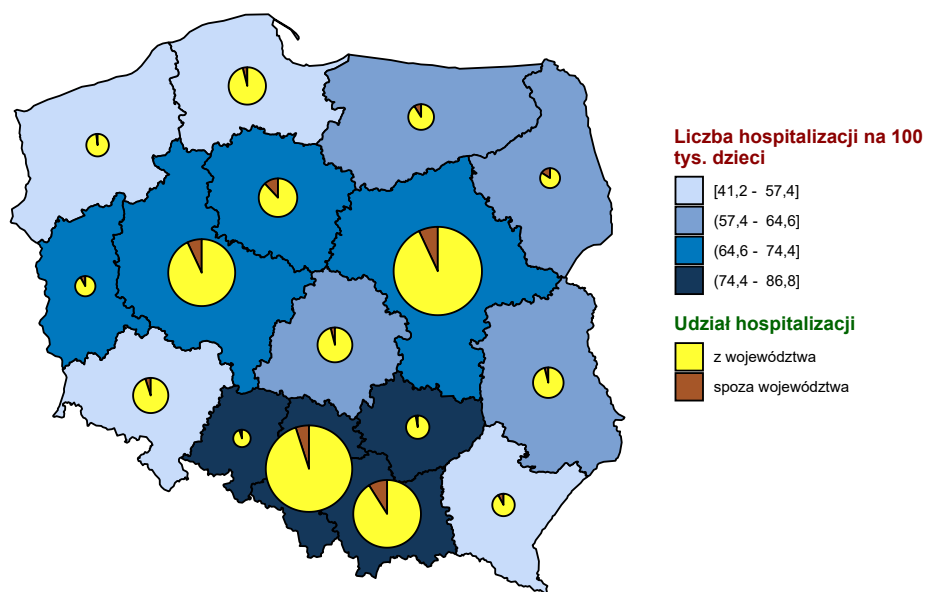 Liczba hospitalizacji na 100
tys. dzieci
[41,2 - 57,4]
(57,4 - 64,6]
(64,6 - 74,4]
(74,4 - 86,8]
Udział hospitalizacji
z województwa
spoza województwa